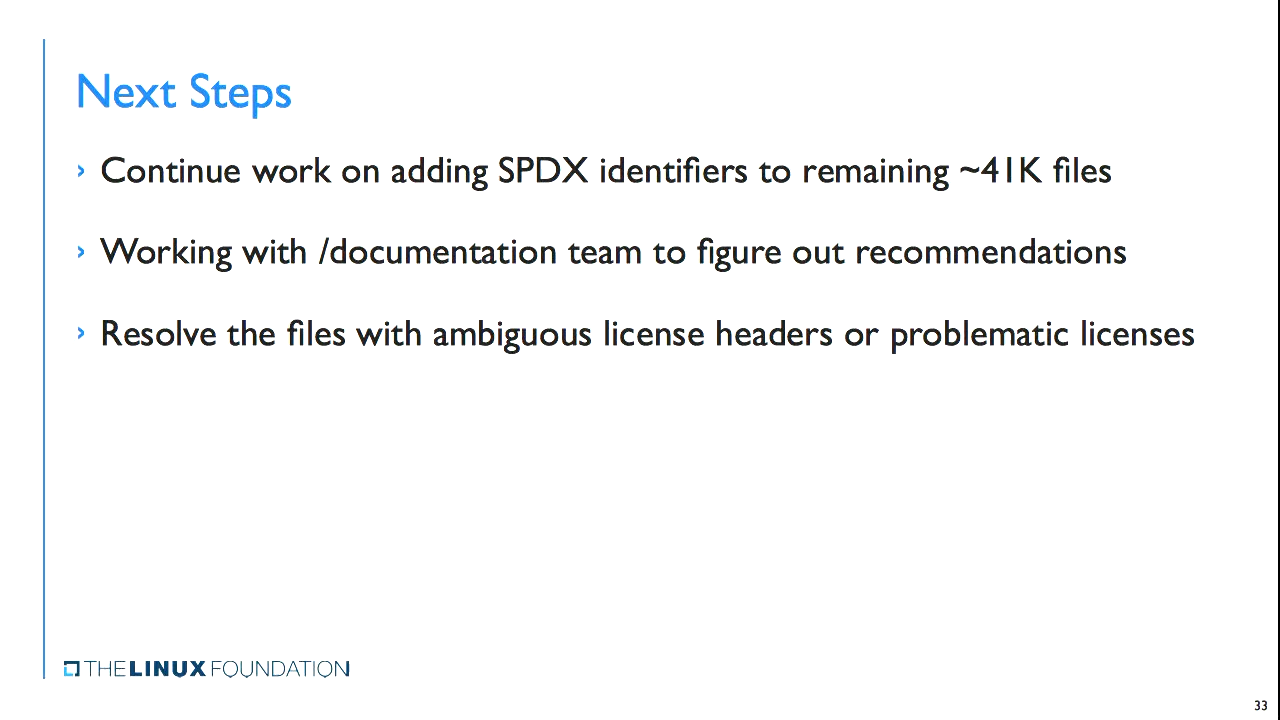 Next Steps
› Continue work on adding SPDX identifiers to remaining ~41K files
› Working with /documentation team to figure out recommendations
› Resolve the files with ambiguous license headers or problematic licenses
THE LINUX FOUNDATION
33